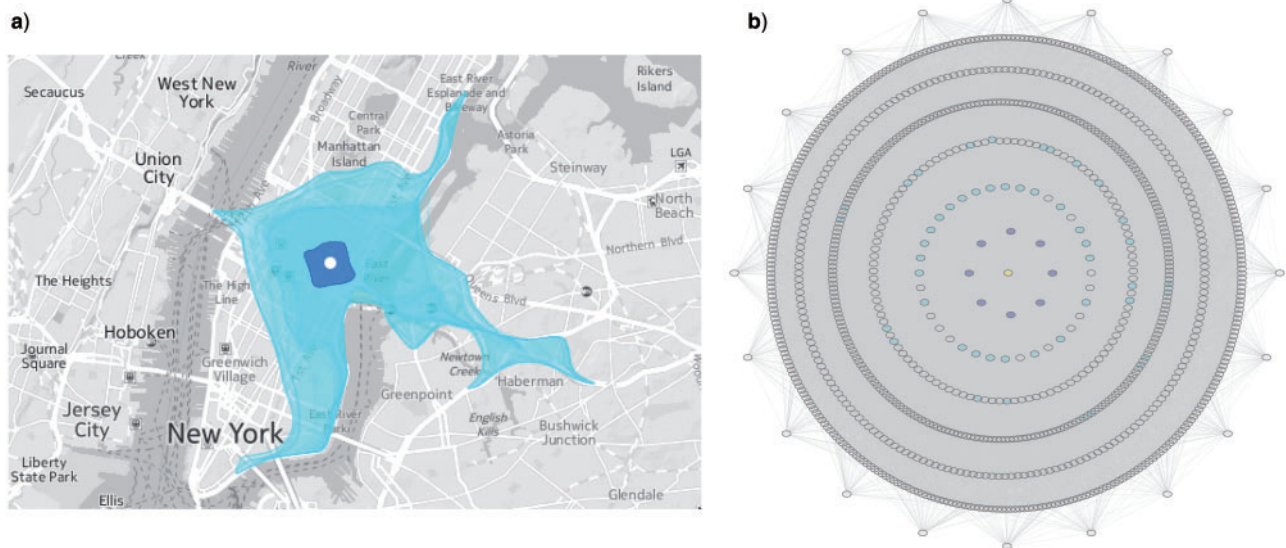 a)
b)
Creek
River
West New
York
Secaucus
East River
Esplanade and
Bikeway
Rikers
Island
Broadway
Central
Park
Manhattan
Island
Astoria
Park
Steinway
LGA
Union
City
North
Beach
Northern Blvd
The Heights
The High
Line
East
River
Queens Blvd
Hoboken
Journal
Square
Greenwich
Village
Newtown
Creek
Haberman
Greenpoint
Jersey
City
New York
East River
Park
English
Kills
Bushwick
Junction
Liberty
State Park
Ellis
Glendale